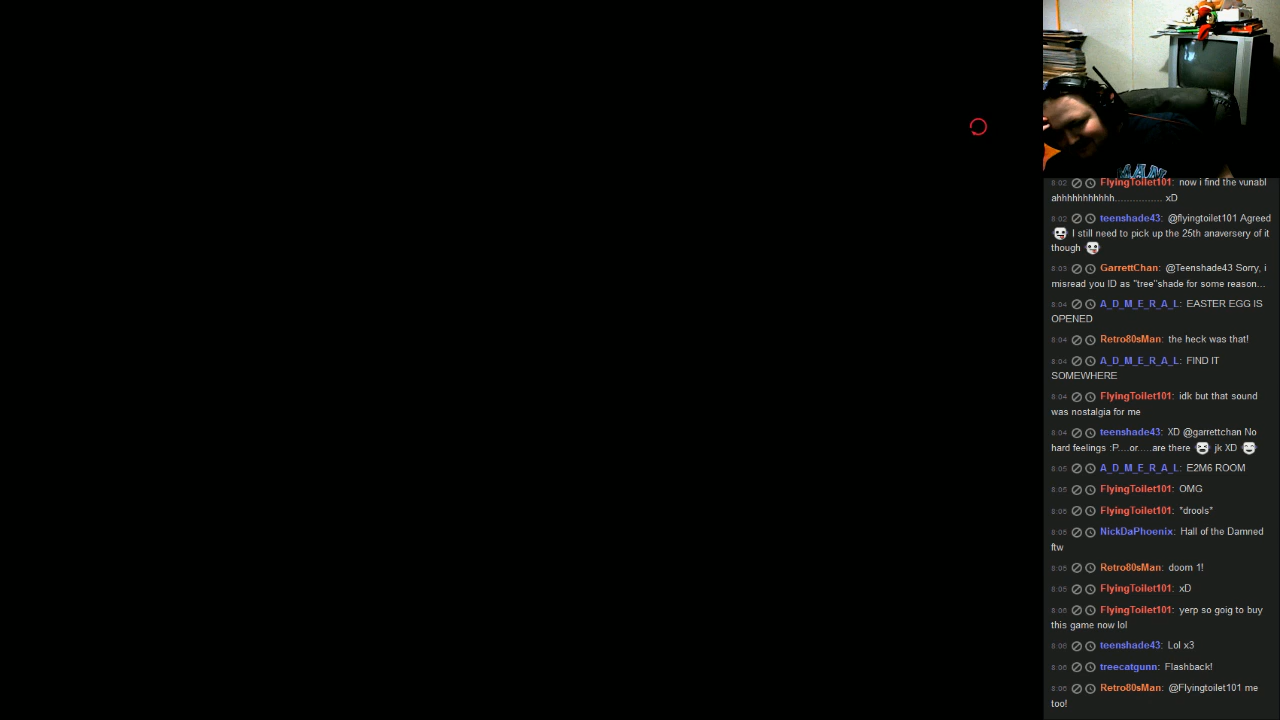 MAN
8:02 FlyingToilet101: now i find the vunabl
ahhhhhhhhhhh................ xD
8:02 teenshade43: @flyingtoilet101 Agreed
I still need to pick up the 25th anaversery of it
though
8:03 GarrettChan: @Teenshade43 Sorry, i
misread you ID as "tree"shade for some reason...
8:04 A_D_M_E_R_A_L: EASTER EGG IS
OPENED
8:04 Retro80sMan: the heck was that!
8:04 A_D_M_E_R_A_L: FIND IT
SOMEWHERE
8:04 FlyingToilet101: idk but that sound
was nostalgia for me
8:04 teenshade43: XD @garrettchan No
hard feelings :P....or.....are there jk XD
8:05 A_D_M_E_R_A_L: E2M6 ROOM
8:05 FlyingToilet101: OMG
8:05 FlyingToilet101: *drools*
8:05 NickDaPhoenix: Hall of the Damned
ftw
8:05 Retro80sMan: doom 1!
8:05 FlyingToilet101: xD
8:06 FlyingToilet101: yerp so goig to buy
this game now lol
8:06 teenshade43: Lol x3
8:06 treecatgunn: Flashback!
8:06 Retro80sMan: @Flyingtoilet101 me
too!